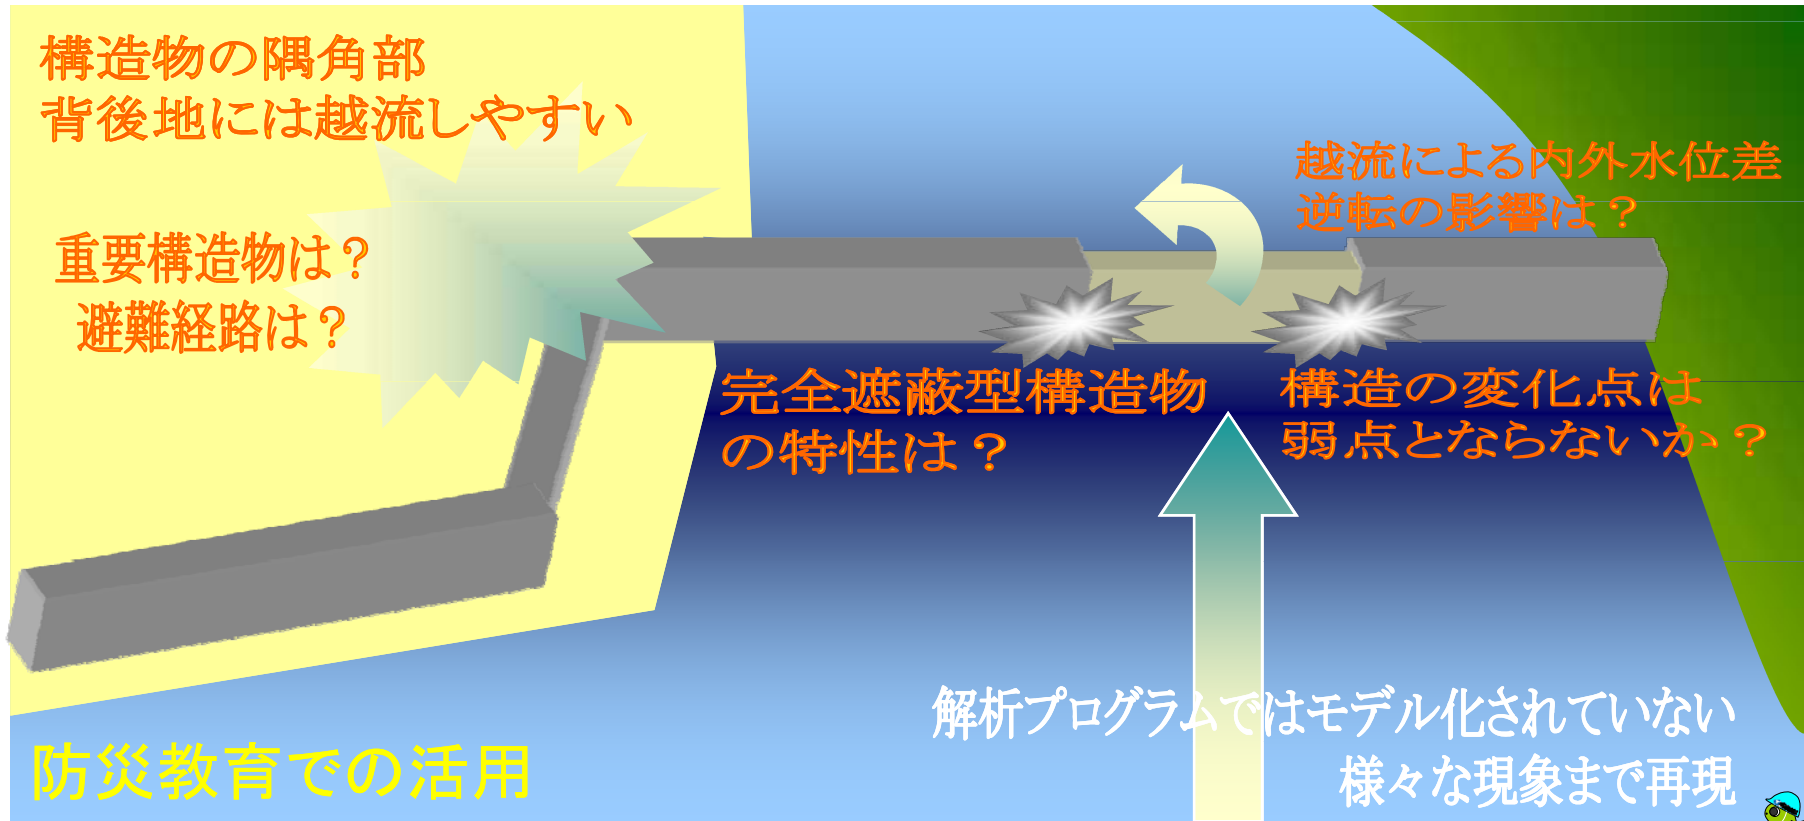 構造物の隅角部
背後地には越流しやすい
越流による内外水位差
逆転の影響は？
重要構造物は？
避難経路は？
完全遮蔽型構造物
の特性は？
構造の変化点は
弱点とならないか？
解析プログラムではモデル化されていない
様々な現象まで再現
防災教育での活用